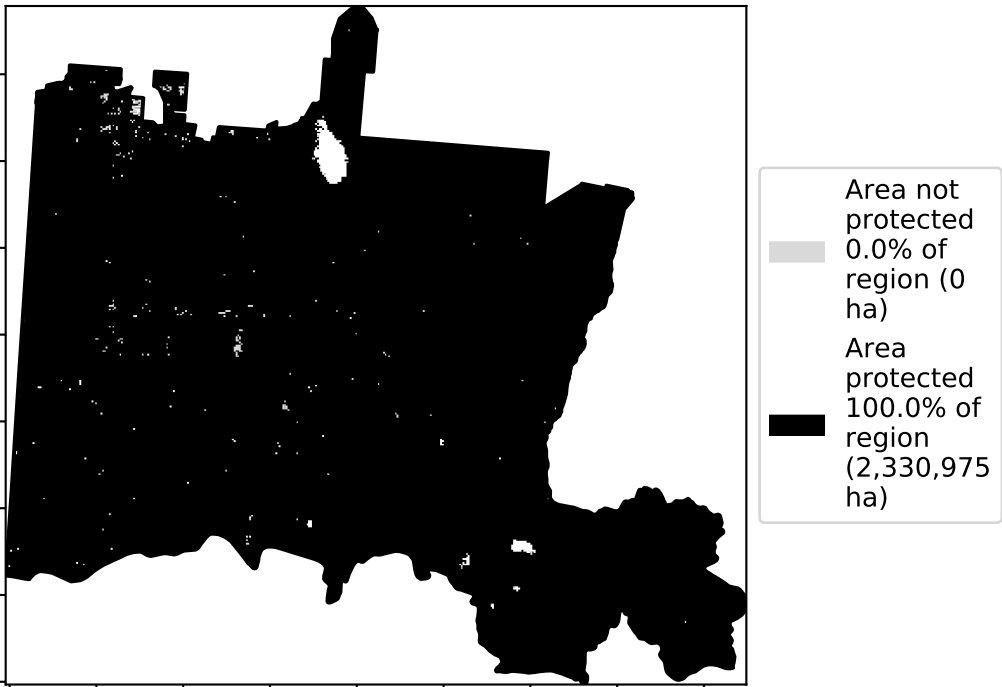 Area not
protected
0.0% of
region (0
ha)
Area
protected
100.0% of
region
(2,330,975
ha)